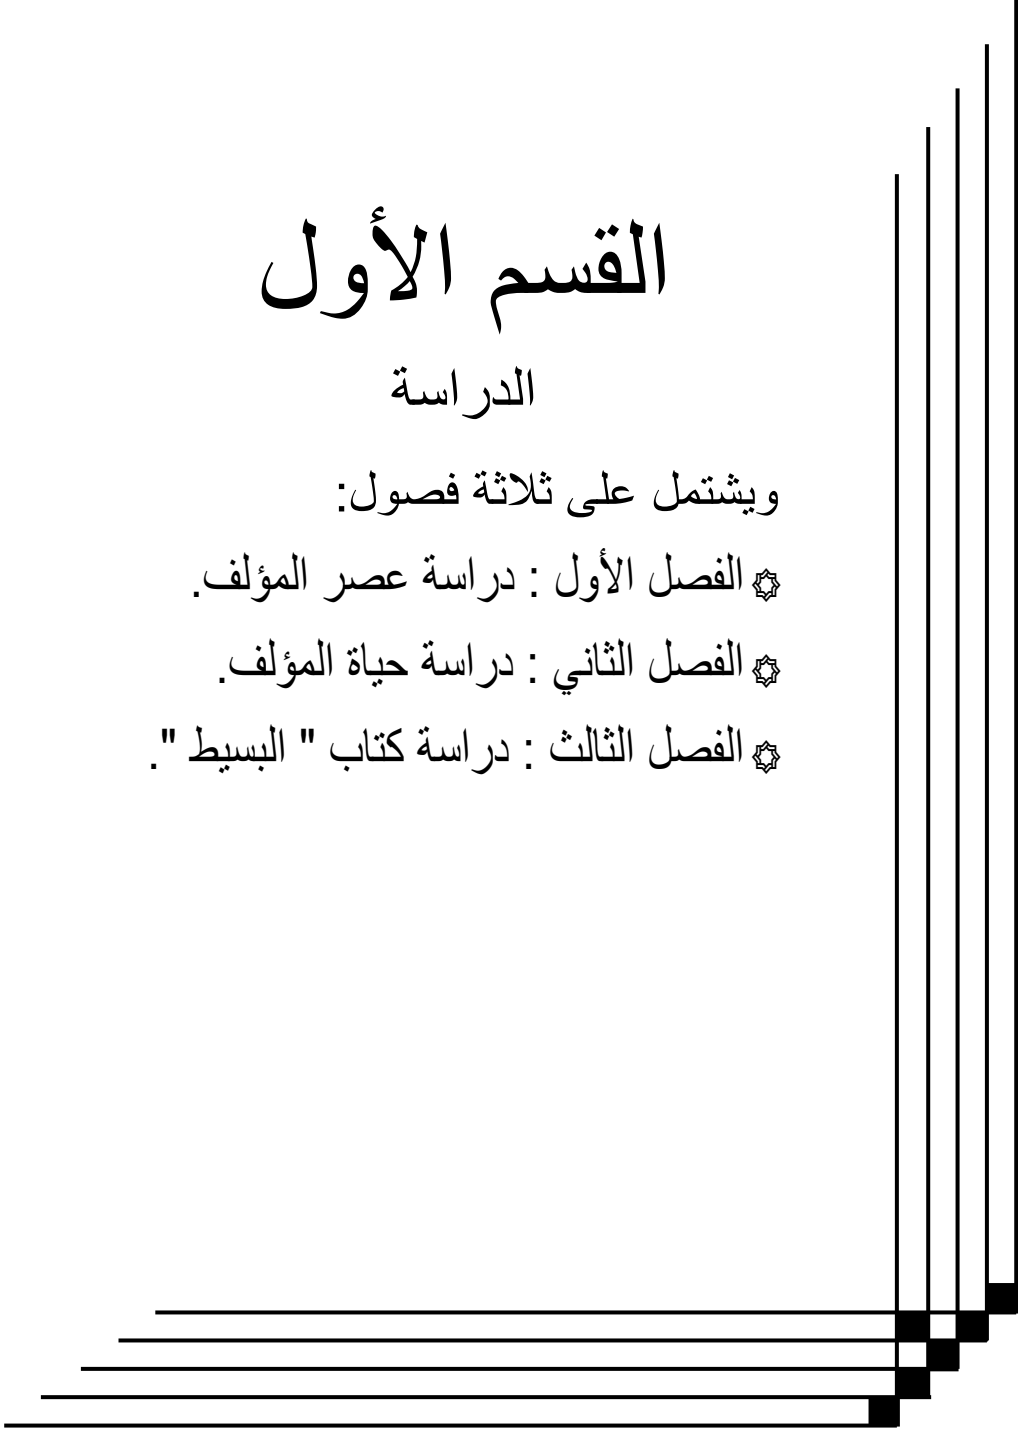 القسم الأول
الدراسة
ويشتمل على ثلاثة فصول:
۞ الفصل الأول : دراسة عصر المؤلف.
۞ الفصل الثاني : دراسة حياة المؤلف.
۞ الفصل الثالث : دراسة كتاب " البسيط ".